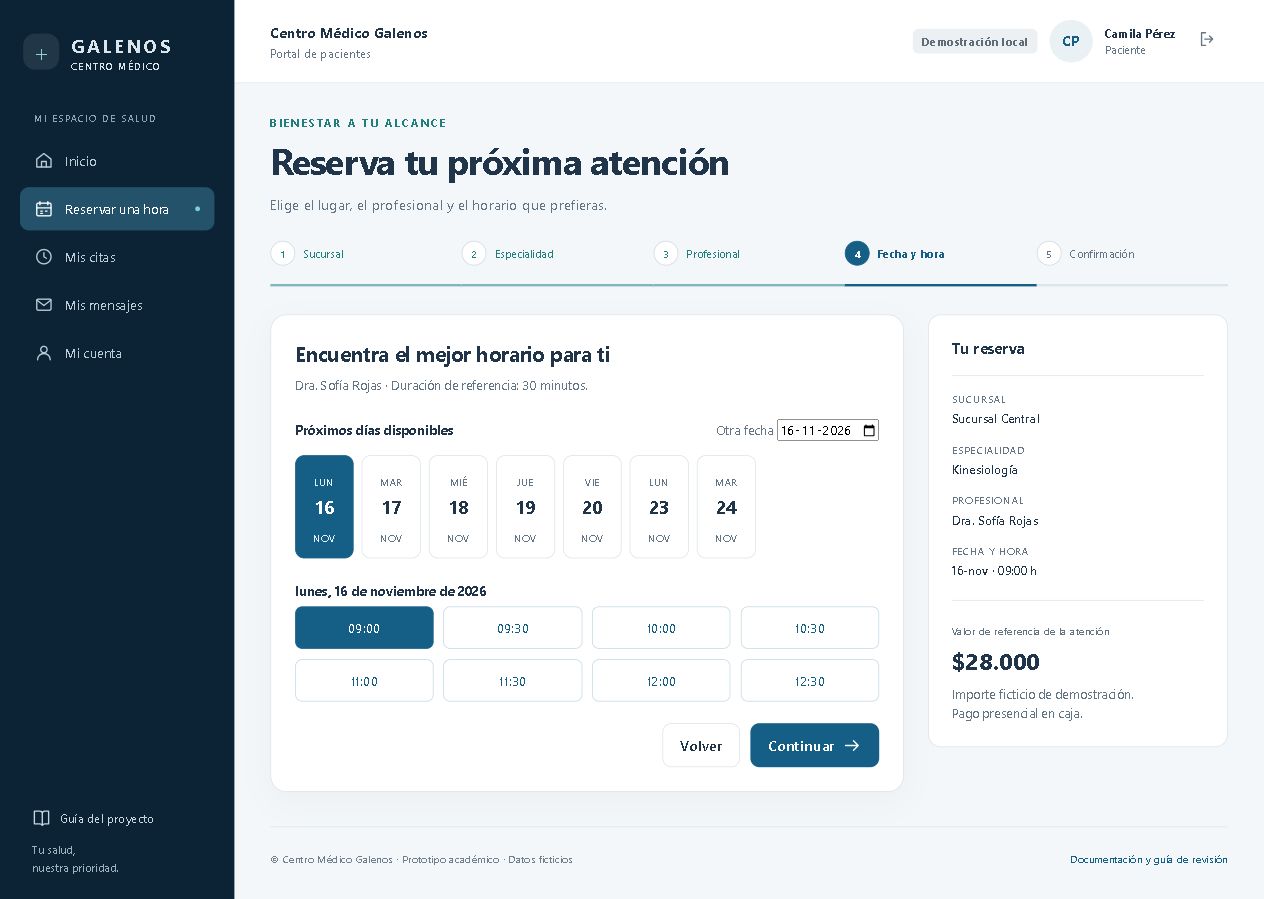 GALENOS
CENTRO MÉDICO
MI ESPACIO DE SALUD
Inicio
Reservar una hora
Mis citas
Mis mensajes
Mi cuenta
Guía del proyecto
Tu salud,
nuestra prioridad.
Centro Médico Galenos
Portal de pacientes
Demostración local
CP
Camila Pérez
Paciente
BIENESTAR A TU ALCANCE
Reserva tu próxima atención
Elige el lugar, el profesional y el horario que prefieras.
1 Sucursal
2 Especialidad
3 Profesional
4 Fecha y hora
5 Confirmación
Encuentra el mejor horario para ti
Dra. Sofía Rojas · Duración de referencia: 30 minutos.
Próximos días disponibles
Otra fecha 16-11-2026
LUN 16 NOV
MAR 17 NOV
MIÉ 18 NOV
JUE 19 NOV
VIE 20 NOV
LUN 23 NOV
MAR 24 NOV
lunes, 16 de noviembre de 2026
09:00 09:30 10:00 10:30
11:00 11:30 12:00 12:30
Volver
Continuar
Tu reserva
SUCURSAL
Sucursal Central
ESPECIALIDAD
Kinesiología
PROFESIONAL
Dra. Sofía Rojas
FECHA Y HORA
16-nov · 09:00 h
Valor de referencia de la atención
$28.000
Importe ficticio de demostración.
Pago presencial en caja.
© Centro Médico Galenos · Prototipo académico · Datos ficticios
Documentación y guía de revisión